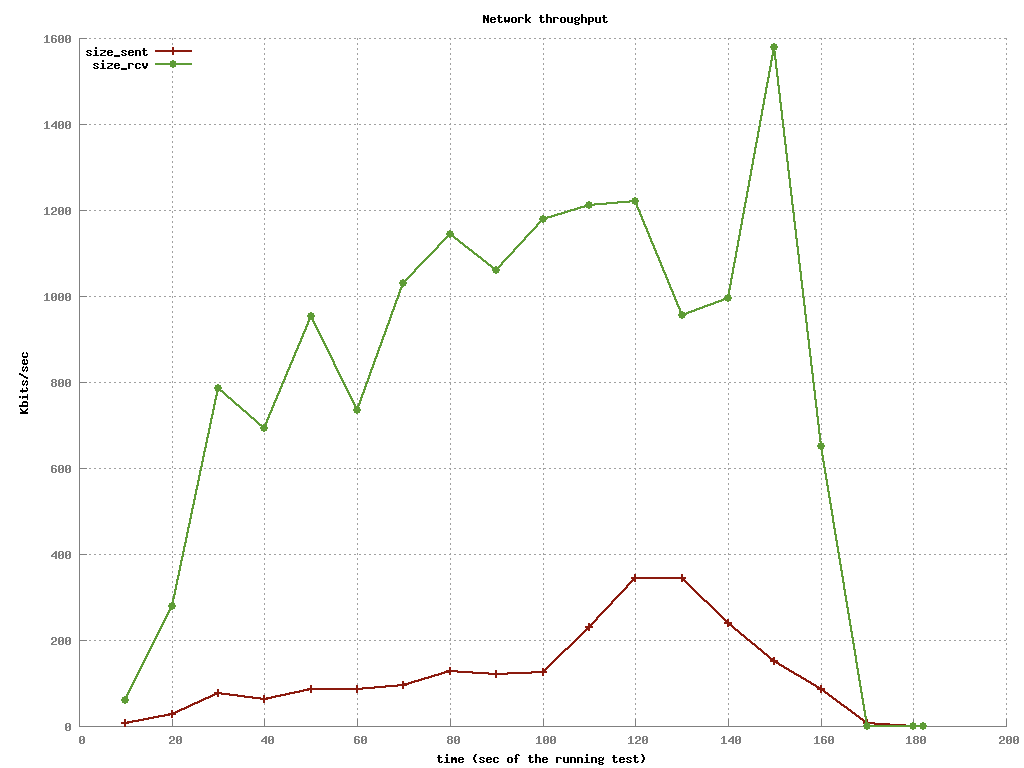 Network throughput
1600
size_sent
size_rcv
1400
1200
1000
800
600
400
200
0
Kbits/sec
0 20 40 60 80 100 120 140 160 180 200
time (sec of the running test)